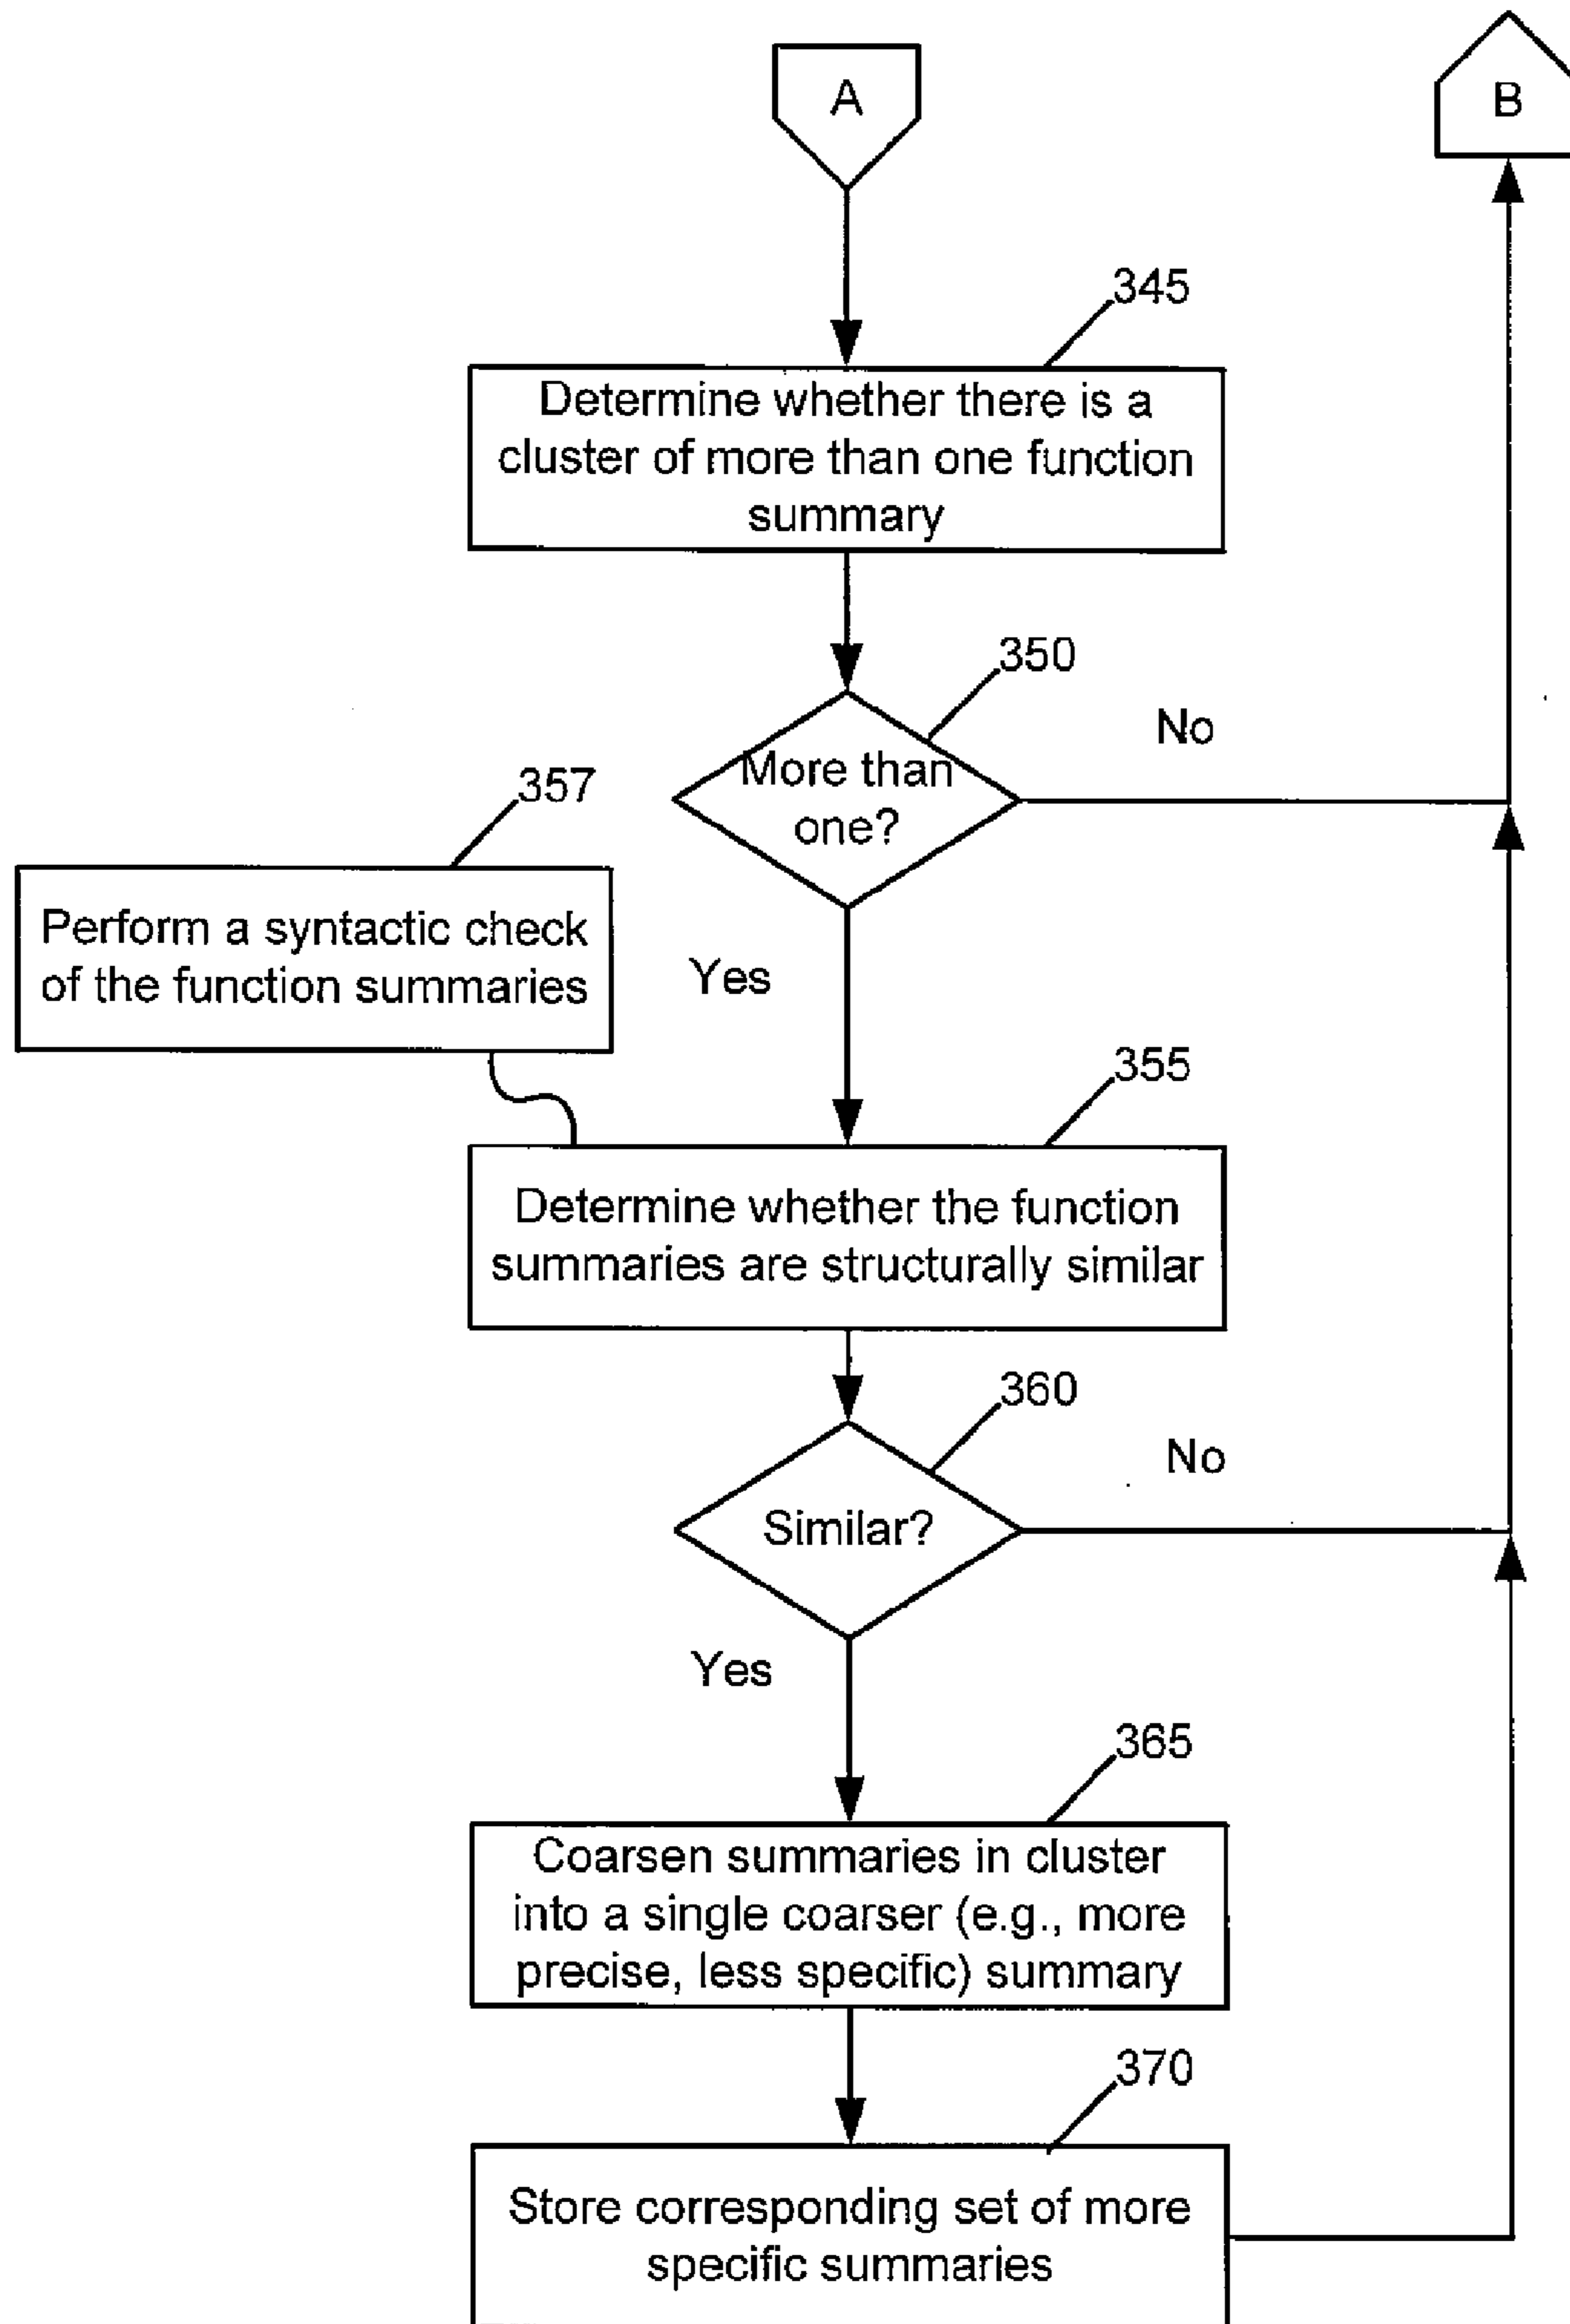 A
B
345
Determine whether there is a
cluster of more than one function
summary
350
More than
one?
No
Yes
357
Perform a syntactic check
of the function summaries
355
Determine whether the function
summaries are structurally similar
360
Similar?
No
Yes
365
Coarsen summaries in cluster
into a single coarser (e.g., more
precise, less specific) summary
370
Store corresponding set of more
specific summaries